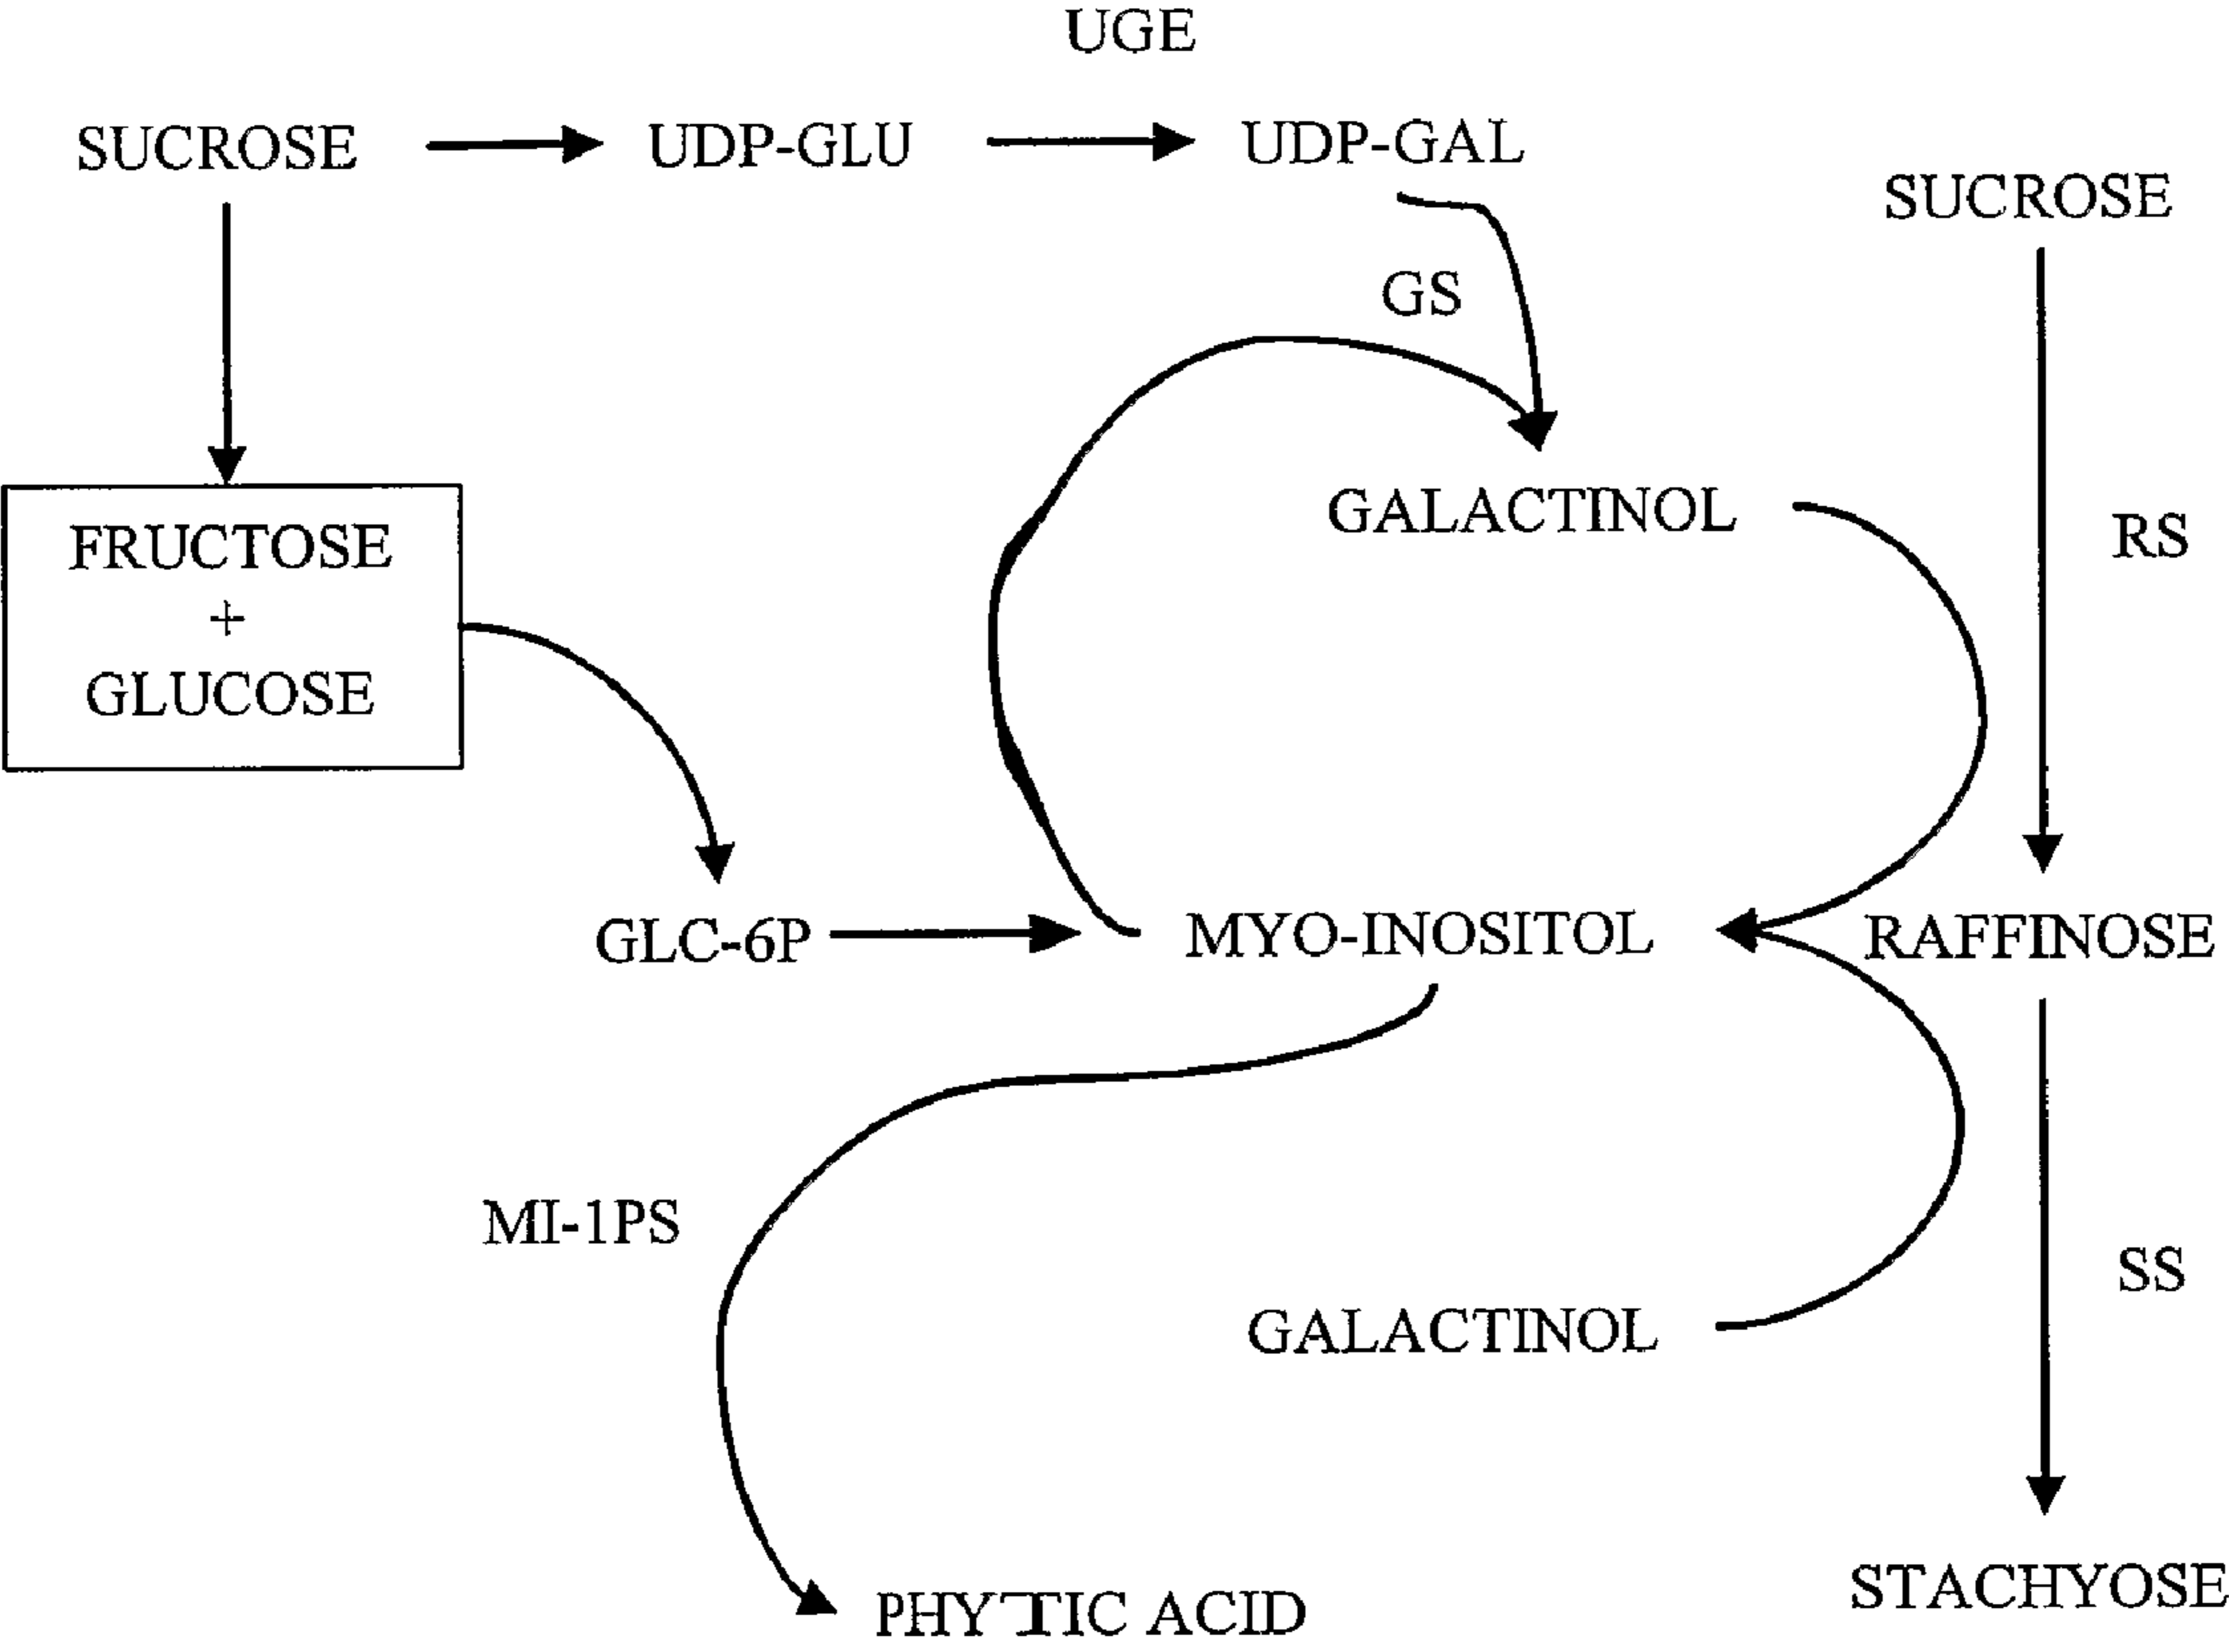 UGE
SUCROSE
UDP-GLU
UDP-GAL
SUCROSE
GS
FRUCTOSE
+
GLUCOSE
GALACTINOL
RS
GLC-6P
MYO-INOSITOL
RAFFINOSE
MI-1PS
SS
GALACTINOL
PHYTIC ACID
STACHYOSE